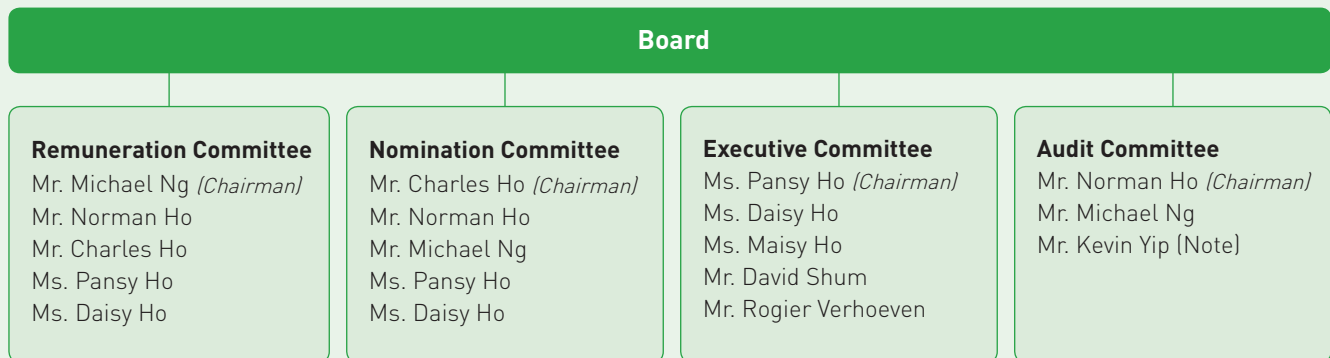 Board
Remuneration Committee
Mr. Michael Ng (Chairman)
Mr. Norman Ho
Mr. Charles Ho
Ms. Pansy Ho
Ms. Daisy Ho
Nomination Committee
Mr. Charles Ho (Chairman)
Mr. Norman Ho
Mr. Michael Ng
Ms. Pansy Ho
Ms. Daisy Ho
Executive Committee
Ms. Pansy Ho (Chairman)
Ms. Daisy Ho
Ms. Maisy Ho
Mr. David Shum
Mr. Rogier Verhoeven
Audit Committee
Mr. Norman Ho (Chairman)
Mr. Michael Ng
Mr. Kevin Yip (Note)